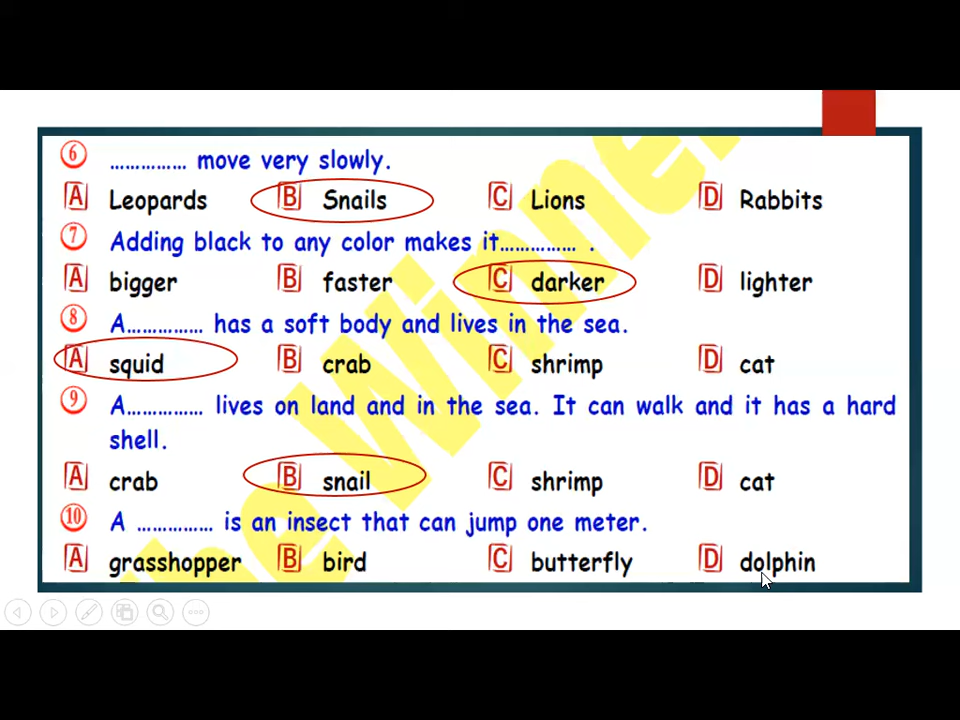 6 …………… move very slowly.
A Leopards B Snails C Lions D Rabbits
7 Adding black to any color makes it…………… .
A bigger B faster C darker D lighter
8 A…………… has a soft body and lives in the sea.
A squid B crab C shrimp D cat
9 A…………… lives on land and in the sea. It can walk and it has a hard
shell.
A crab B snail C shrimp D cat
10 A …………… is an insect that can jump one meter.
A grasshopper B bird C butterfly D dolphin
The Winner